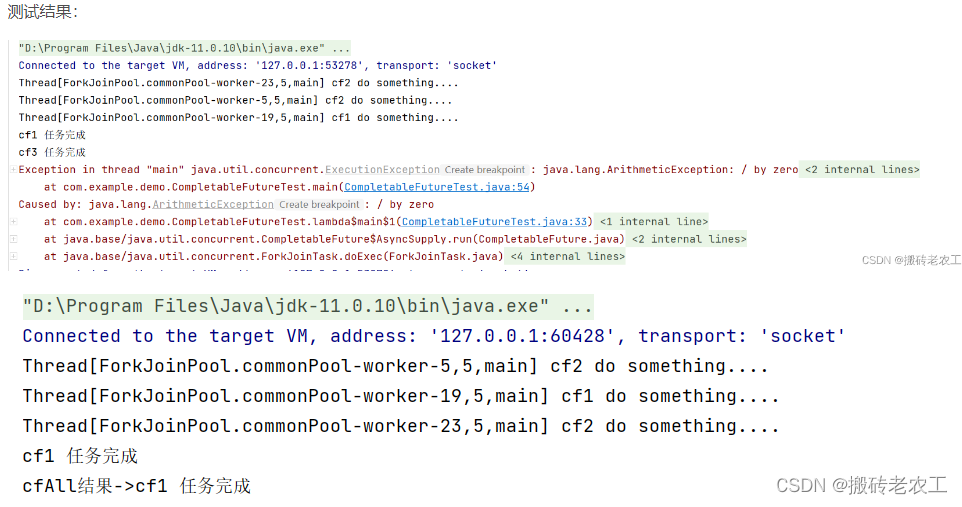 测试结果：
"D:\Program Files\Java\jdk-11.0.10\bin\java.exe" ...
Connected to the target VM, address: '127.0.0.1:53278', transport: 'socket'
Thread[ForkJoinPool.commonPool-worker-23,5,main] cf2 do something....
Thread[ForkJoinPool.commonPool-worker-5,5,main] cf2 do something....
Thread[ForkJoinPool.commonPool-worker-19,5,main] cf1 do something....
cf1 任务完成
cf3 任务完成
Exception in thread "main" java.util.concurrent.ExecutionException Create breakpoint : java.lang.ArithmeticException: / by zero <2 internal lines>
at com.example.demo.CompletableFutureTest.main(CompletableFutureTest.java:54)
Caused by: java.lang.ArithmeticException Create breakpoint : / by zero
at com.example.demo.CompletableFutureTest.lambda$main$1(CompletableFutureTest.java:33) <1 internal line>
at java.base/java.util.concurrent.CompletableFuture$AsyncSupply.run(CompletableFuture.java) <2 internal lines>
at java.base/java.util.concurrent.ForkJoinTask.doExec(ForkJoinTask.java) <4 internal lines>
CSDN @搬砖老农工
"D:\Program Files\Java\jdk-11.0.10\bin\java.exe" ...
Connected to the target VM, address: '127.0.0.1:60428', transport: 'socket'
Thread[ForkJoinPool.commonPool-worker-5,5,main] cf2 do something....
Thread[ForkJoinPool.commonPool-worker-19,5,main] cf1 do something....
Thread[ForkJoinPool.commonPool-worker-23,5,main] cf2 do something....
cf1 任务完成
cfAll结果->cf1 任务完成
CSDN @搬砖老农工